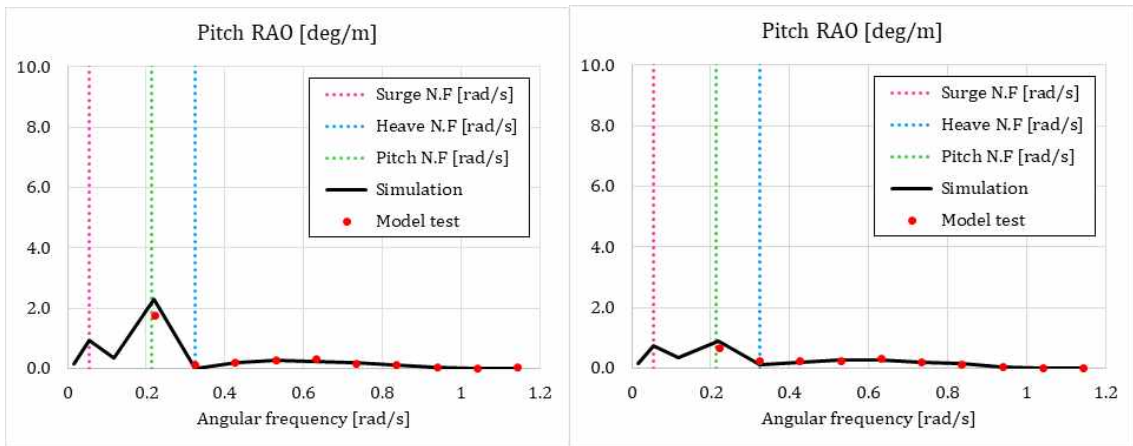 Pitch RAO [deg/m]
10.0
8.0
6.0
4.0
2.0
0.0
Surge N.F [rad/s]
Heave N.F [rad/s]
Pitch N.F [rad/s]
Simulation
Model test
0 0.2 0.4 0.6 0.8 1 1.2
Angular frequency [rad/s]
Pitch RAO [deg/m]
10.0
8.0
6.0
4.0
2.0
0.0
Surge N.F [rad/s]
Heave N.F [rad/s]
Pitch N.F [rad/s]
Simulation
Model test
0 0.2 0.4 0.6 0.8 1 1.2
Angular frequency [rad/s]